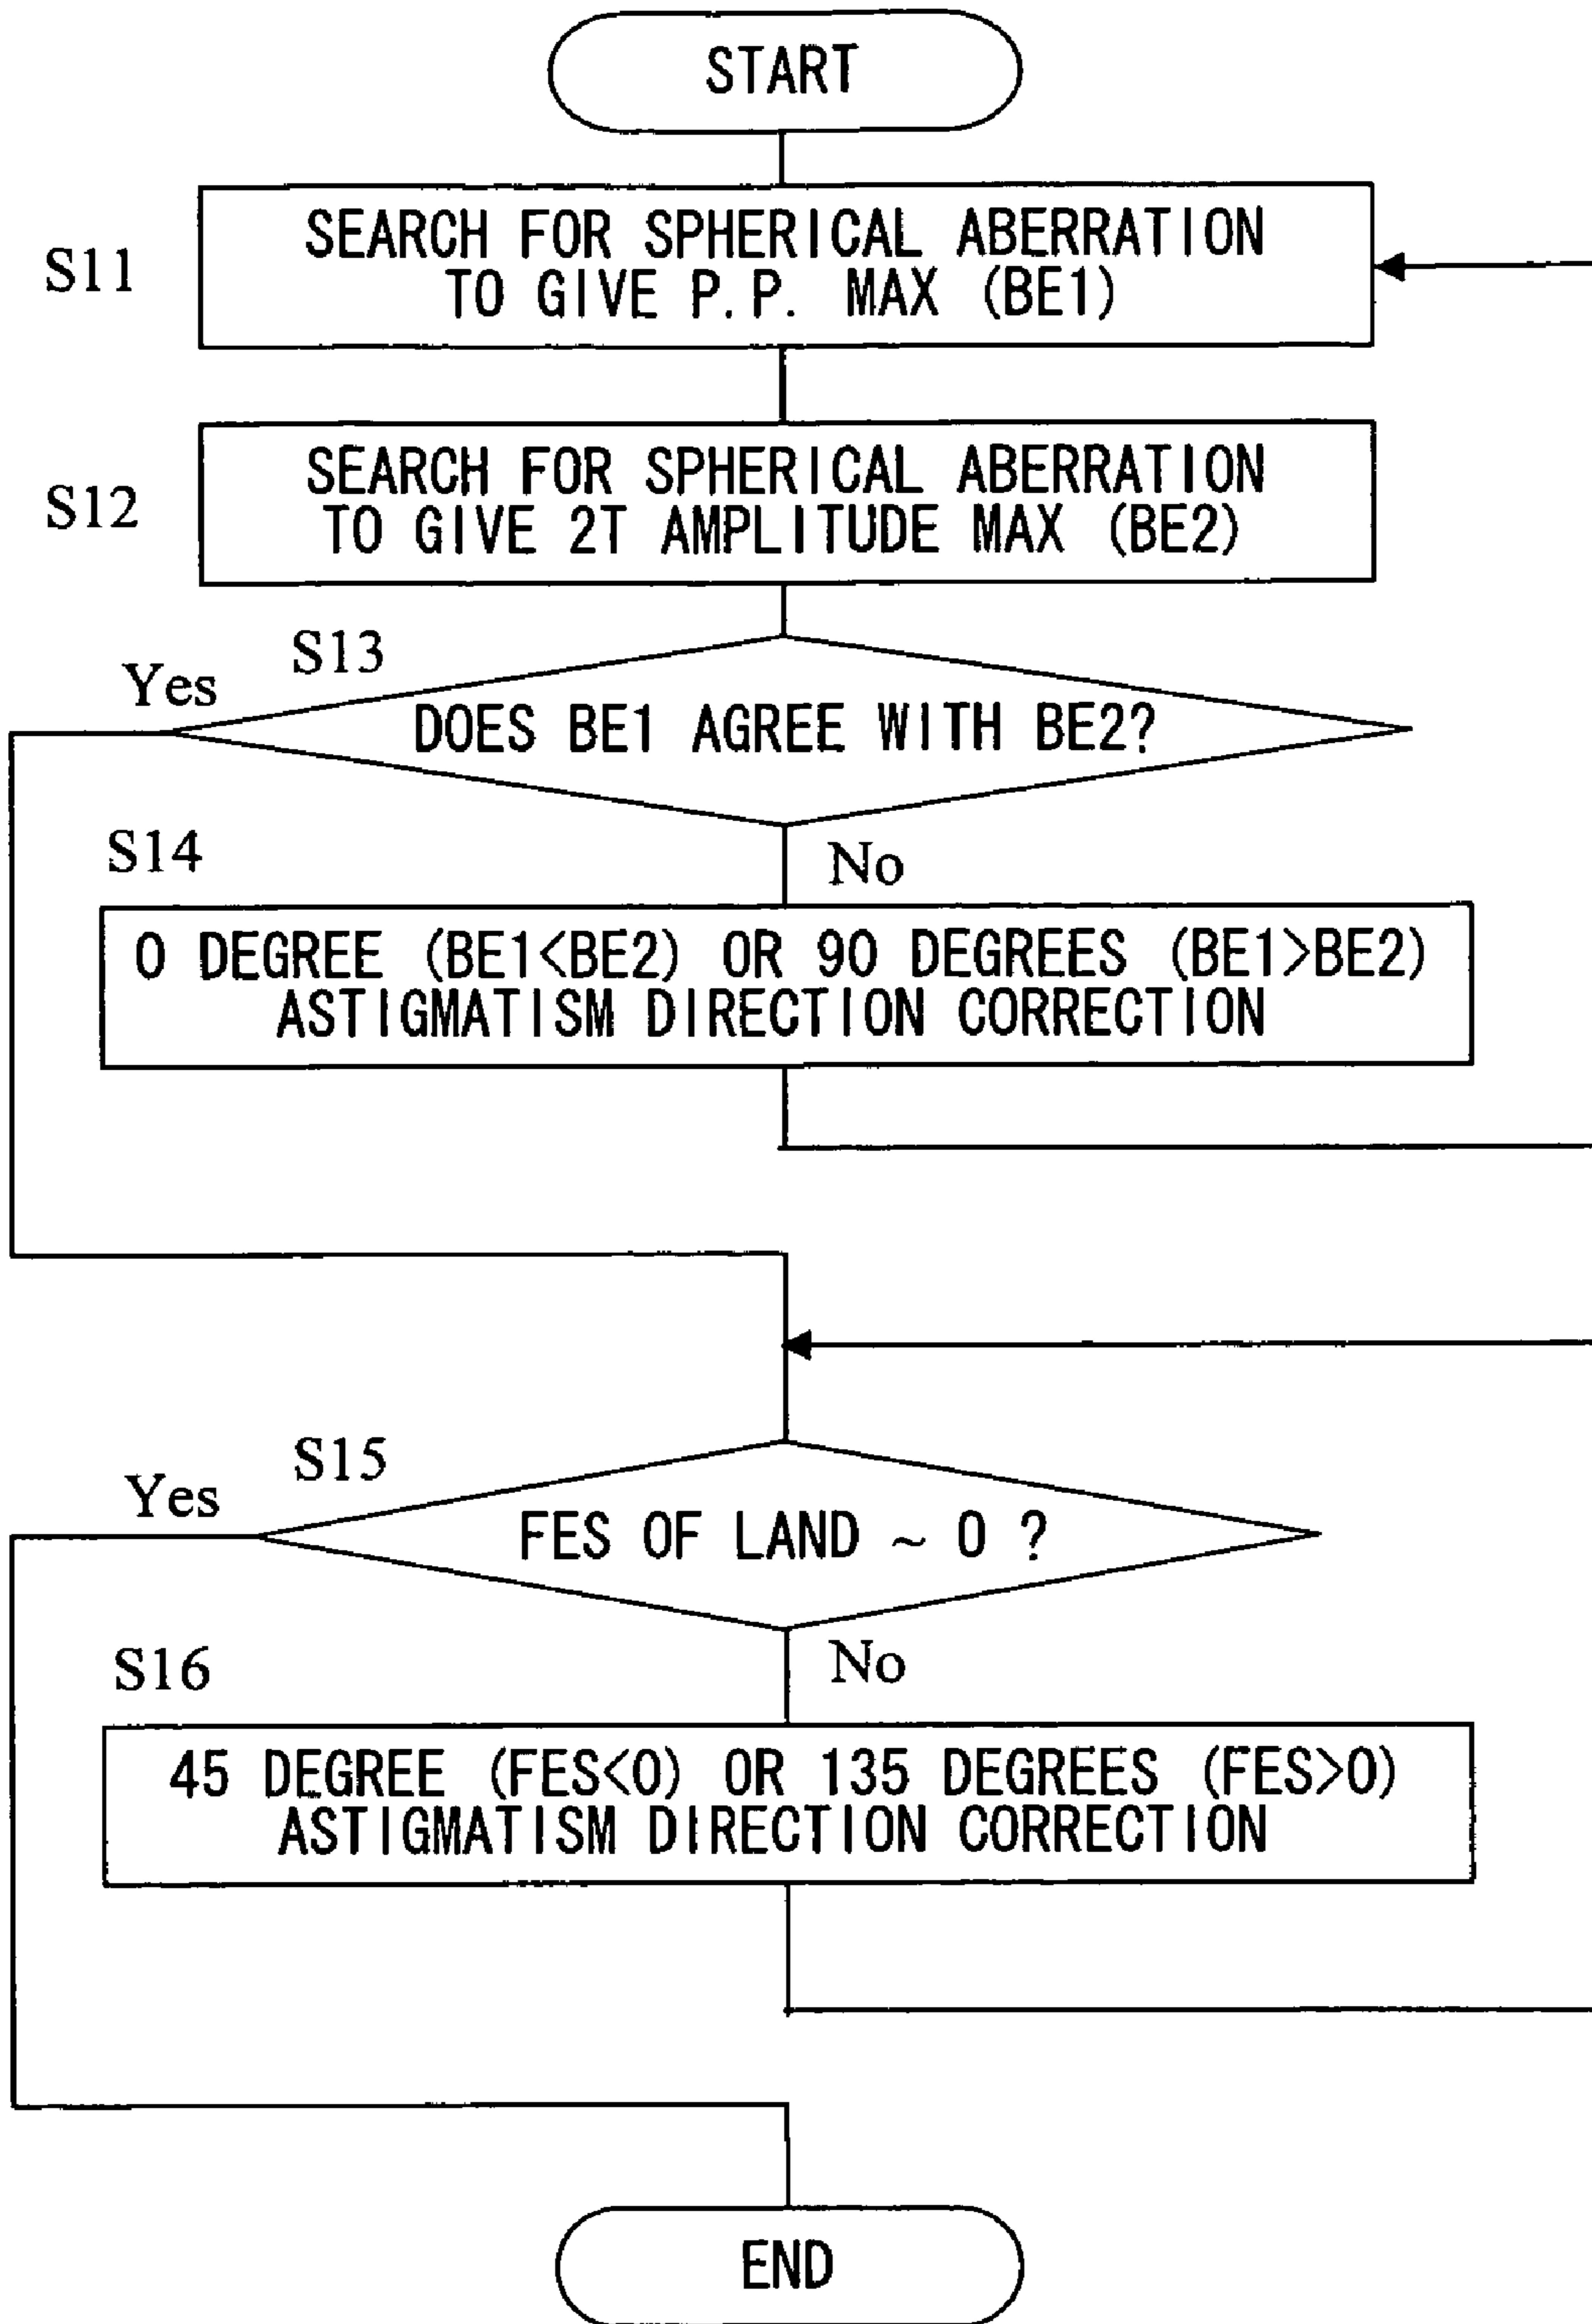 START
S11
SEARCH FOR SPHERICAL ABERRATION
TO GIVE P.P. MAX (BE1)
S12
SEARCH FOR SPHERICAL ABERRATION
TO GIVE 2T AMPLITUDE MAX (BE2)
S13
Yes
DOES BE1 AGREE WITH BE2?
S14
No
0 DEGREE (BE1<BE2) OR 90 DEGREES (BE1>BE2)
ASTIGMATISM DIRECTION CORRECTION
S15
Yes
FES OF LAND ~ 0 ?
S16
No
45 DEGREE (FES<0) OR 135 DEGREES (FES>0)
ASTIGMATISM DIRECTION CORRECTION
END